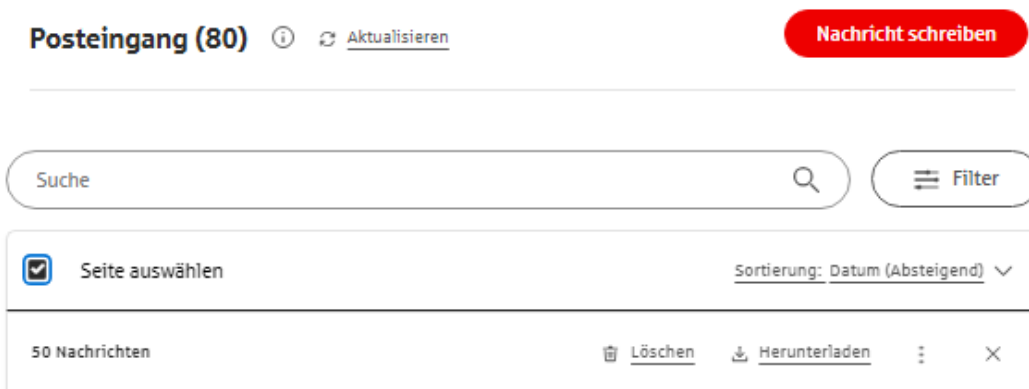 Posteingang (80) Aktualisieren Nachricht schreiben
Suche Filter
Seite auswählen Sortierung: Datum (Absteigend)
50 Nachrichten Löschen Herunterladen